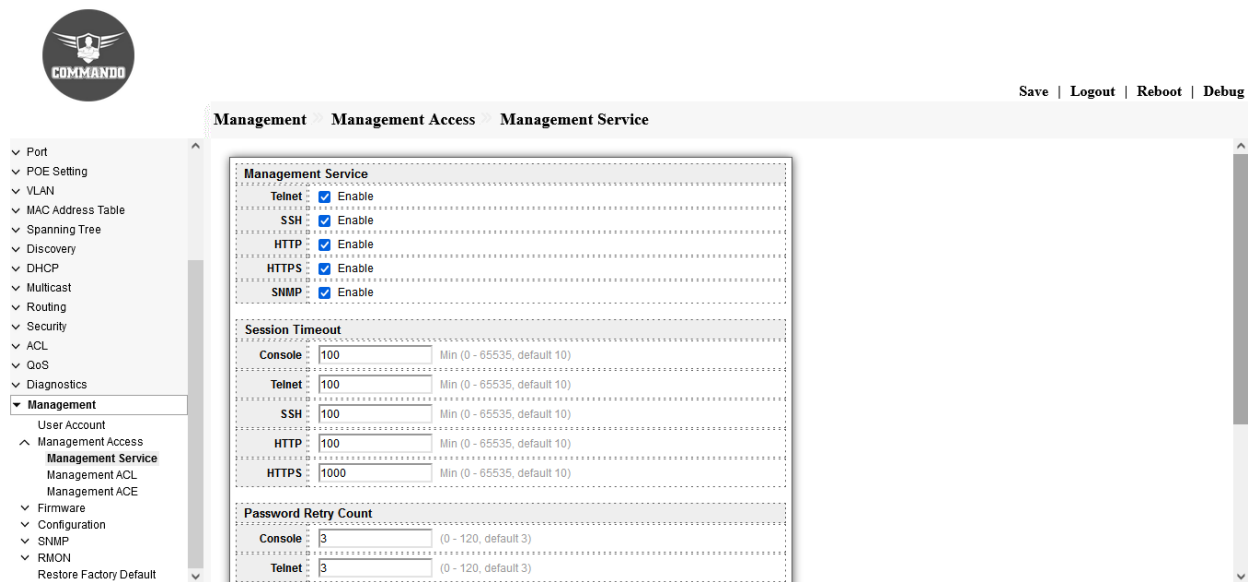 COMMANDO
Save | Logout | Reboot | Debug
Management » Management Access » Management Service
Port
POE Setting
VLAN
MAC Address Table
Spanning Tree
Discovery
DHCP
Multicast
Routing
Security
ACL
QoS
Diagnostics
Management
User Account
Management Access
Management Service
Management ACL
Management ACE
Firmware
Configuration
SNMP
RMON
Restore Factory Default
Management Service
Telnet Enable
SSH Enable
HTTP Enable
HTTPS Enable
SNMP Enable
Session Timeout
Console 100 Min (0 - 65535, default 10)
Telnet 100 Min (0 - 65535, default 10)
SSH 100 Min (0 - 65535, default 10)
HTTP 100 Min (0 - 65535, default 10)
HTTPS 1000 Min (0 - 65535, default 10)
Password Retry Count
Console 3 (0 - 120, default 3)
Telnet 3 (0 - 120, default 3)